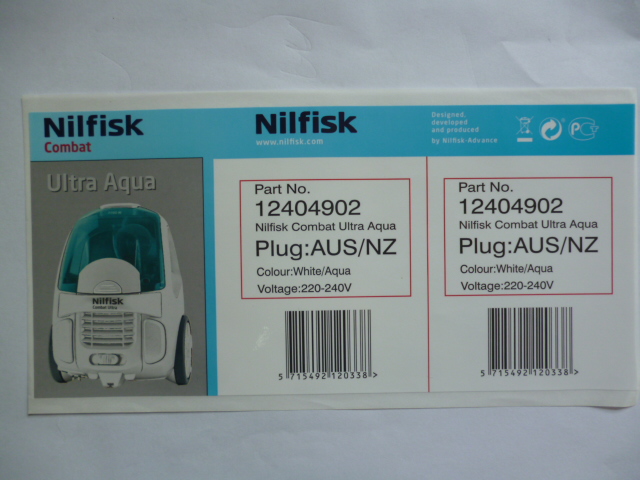 Nilfisk
Combat
Ultra Aqua
Nilfisk
Combat Ultra
Nilfisk
www.nilfisk.com
Designed,
developed
and produced
by Nilfisk-Advance
Part No.
12404902
Nilfisk Combat Ultra Aqua
Plug:AUS/NZ
Colour:White/Aqua
Voltage:220-240V
5 715492 120338 >
Part No.
12404902
Nilfisk Combat Ultra Aqua
Plug:AUS/NZ
Colour:White/Aqua
Voltage:220-240V
5 715492 120338 >